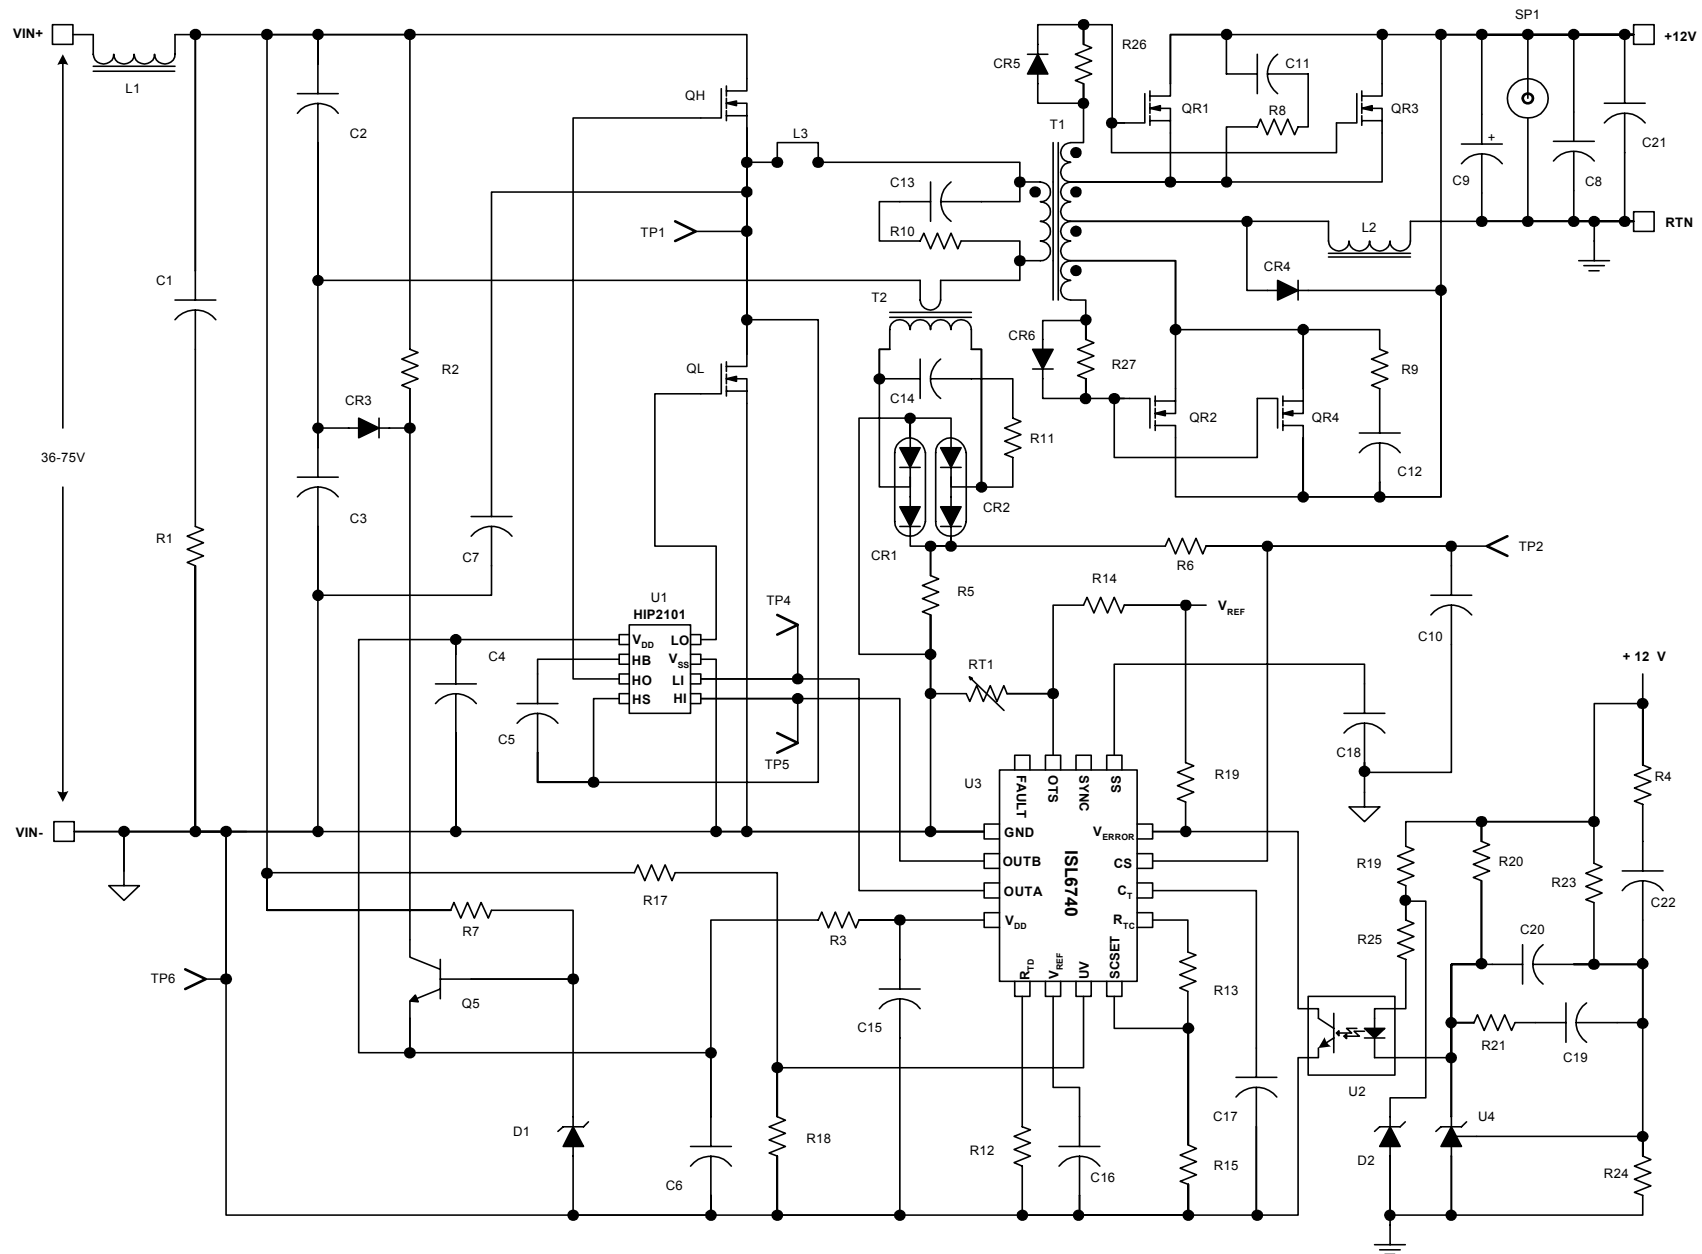 SP1
VIN+
+12V
L1
CR5
R26
C11
QH
C2
QR1
R8
QR3
T1
L3
C21
C9
C8
C13
R10
TP1
RTN
L2
CR4
C1
T2
CR6
R27
R2
QL
R9
C14
CR3
QR2
QR4
R11
36-75V
C12
C3
CR2
R1
C7
CR1
R6
TP2
R5
R14
U1
HIP2101
TP4
VREF
C10
VDD LO
HB VSS
HO LI
HS HI
C4
+ 12 V
RT1
C5
TP5
C18
U3
FAULT
OTS
SYNC
SS
R19
R4
VIN-
GND
VERROR
OUTB
CS
OUTA
CT
VDD
RTC
ISL6740
RTD
VREF
UV
SCSET
R19
R20
R23
R17
C22
R7
R3
R25
C20
TP6
Q5
R13
C15
R21
C19
U2
C17
D1
R18
R12
C16
R15
U4
D2
R24
C6